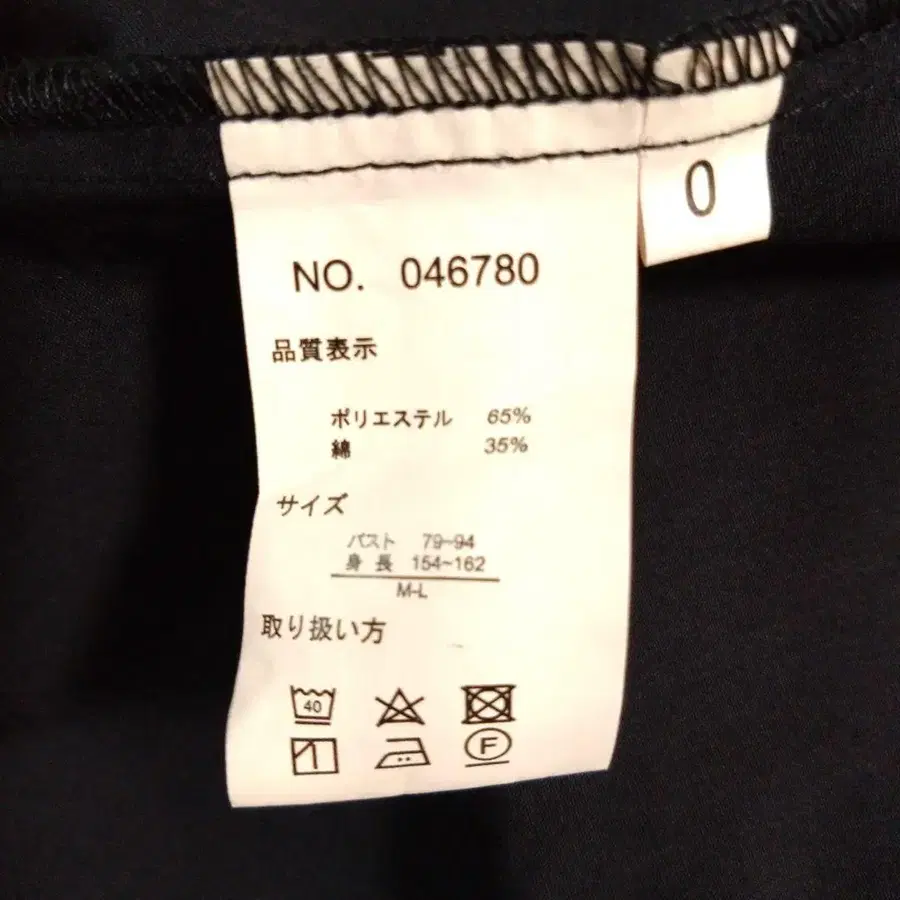 0
NO. 046780
品質表示
ポリエステル 65%
綿 35%
サイズ
バスト 79~94
身長 154~162
M-L
取り扱い方
40
F